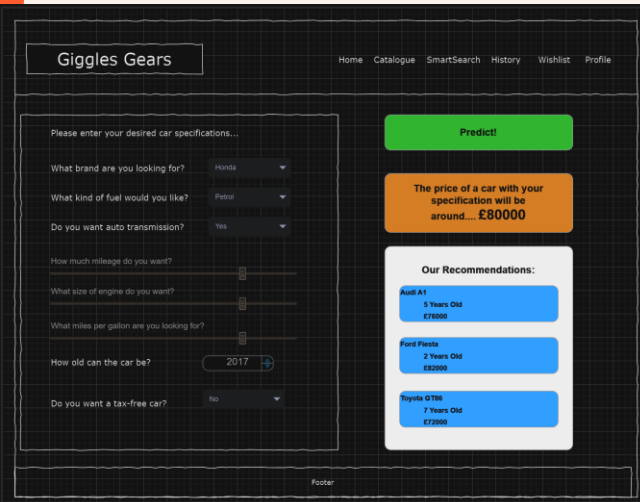 Giggles Gears
Home Catalogue SmartSearch History Wishlist Profile
Please enter your desired car specifications...
What brand are you looking for? Honda
What kind of fuel would you like? Petrol
Do you want auto transmission? Yes
How much mileage do you want?
What size of engine do you want?
What miles per gallon are you looking for?
How old can the car be? 2017
Do you want a tax-free car? No
Predict!
The price of a car with your
specification will be
around.... £80000
Our Recommendations:
Audi A1
5 Years Old
£76000
Ford Fiesta
2 Years Old
£82000
Toyota GT86
7 Years Old
£72000
Footer